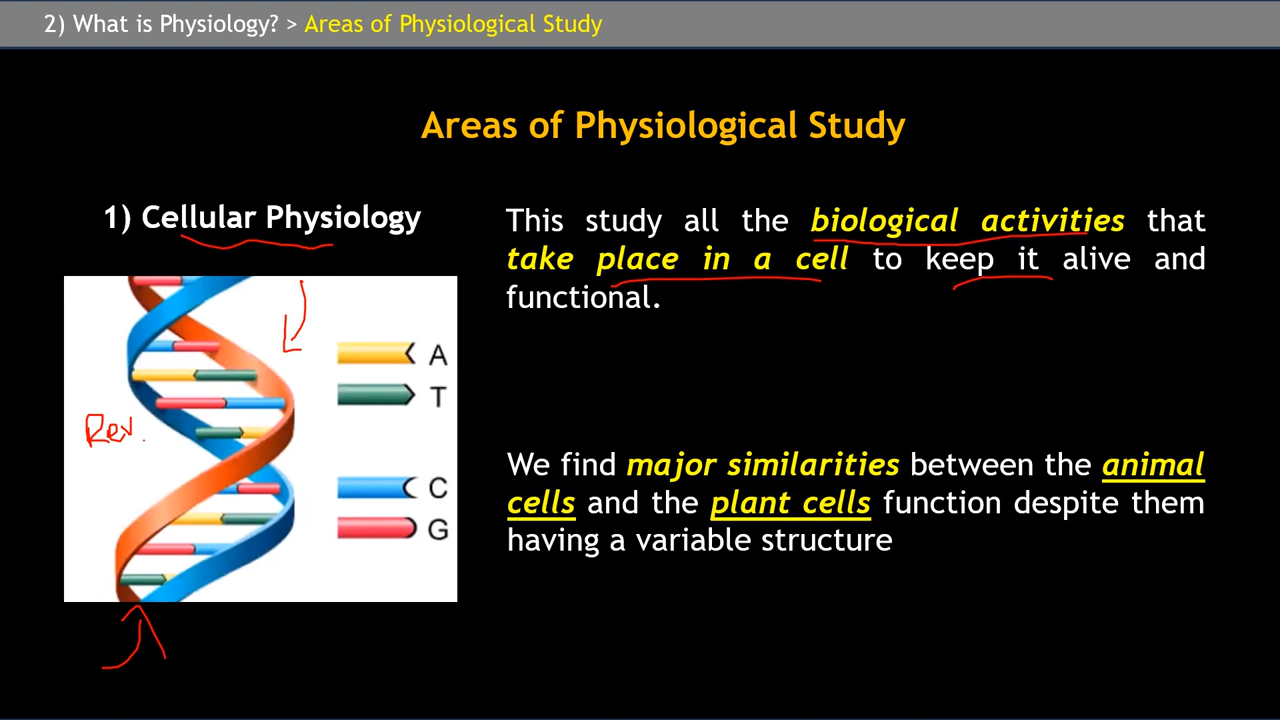 2) What is Physiology? > Areas of Physiological Study
Areas of Physiological Study
1) Cellular Physiology
This study all the biological activities that
take place in a cell to keep it alive and
functional.
A
T
Rev.
C
G
We find major similarities between the animal
cells and the plant cells function despite them
having a variable structure